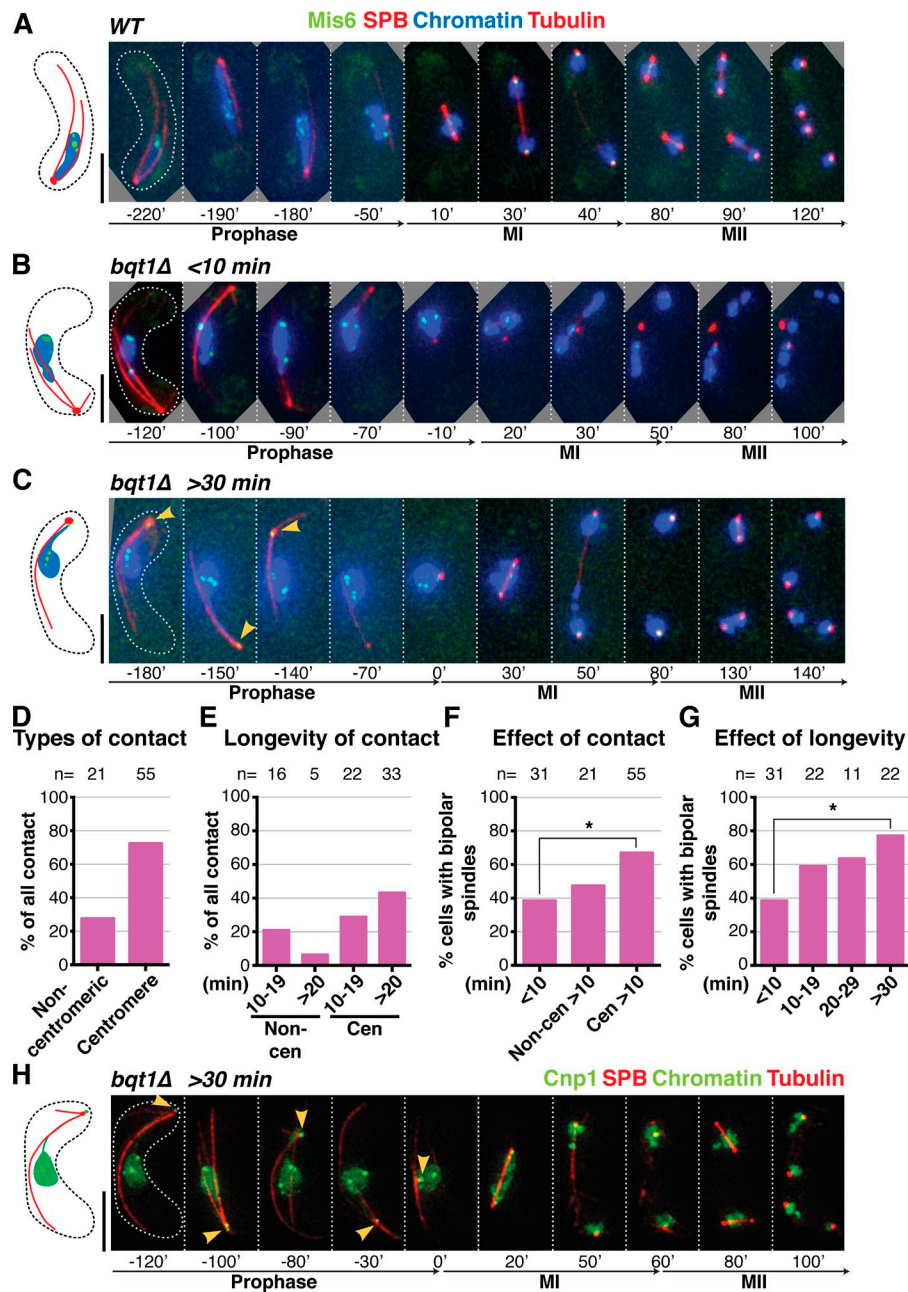 A WT Mis6 SPB Chromatin Tubulin
-220' -190' -180' -50' 10' 30' 40' 80' 90' 120'
Prophase MI MII
B bqt1Δ <10 min
-120' -100' -90' -70' -10' 20' 30' 50' 80' 100'
Prophase MI MII
C bqt1Δ >30 min
-180' -150' -140' -70' 0' 30' 50' 80' 130' 140'
Prophase MI MII
D Types of contact
n= 21 55
% of all contact
100
80
60
40
20
0
Non-centromeric
Centromere
E Longevity of contact
n= 16 5 22 33
% of all contact
100
80
60
40
20
0
(min) 10-19 >20 10-19 >20
Non-cen Cen
F Effect of contact
n= 31 21 55
% cells with bipolar spindles
100
80
60
40
20
0
*
(min) <10 Non-cen >10 Cen >10
G Effect of longevity
n= 31 22 11 22
% cells with bipolar spindles
100
80
60
40
20
0
*
(min) <10 10-19 20-29 >30
H bqt1Δ >30 min Cnp1 SPB Chromatin Tubulin
-120' -100' -80' -30' 0' 20' 50' 60' 80' 100'
Prophase MI MII